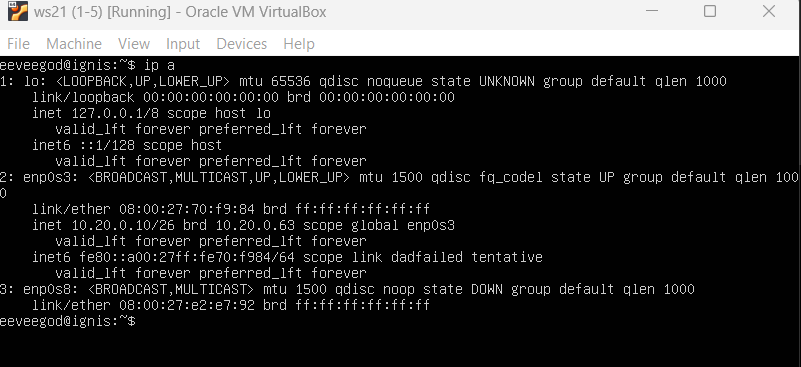 ws21 (1-5) [Running] - Oracle VM VirtualBox
File Machine View Input Devices Help
eeveegod@ignis:~$ ip a
1: lo: <LOOPBACK,UP,LOWER_UP> mtu 65536 qdisc noqueue state UNKNOWN group default qlen 1000
    link/loopback 00:00:00:00:00:00 brd 00:00:00:00:00:00
    inet 127.0.0.1/8 scope host lo
       valid_lft forever preferred_lft forever
    inet6 ::1/128 scope host
       valid_lft forever preferred_lft forever
2: enp0s3: <BROADCAST,MULTICAST,UP,LOWER_UP> mtu 1500 qdisc fq_codel state UP group default qlen 100
0
    link/ether 08:00:27:70:f9:84 brd ff:ff:ff:ff:ff:ff
    inet 10.20.0.10/26 brd 10.20.0.63 scope global enp0s3
       valid_lft forever preferred_lft forever
    inet6 fe80::a00:27ff:fe70:f984/64 scope link dadfailed tentative
       valid_lft forever preferred_lft forever
3: enp0s8: <BROADCAST,MULTICAST> mtu 1500 qdisc noop state DOWN group default qlen 1000
    link/ether 08:00:27:e2:e7:92 brd ff:ff:ff:ff:ff:ff
eeveegod@ignis:~$